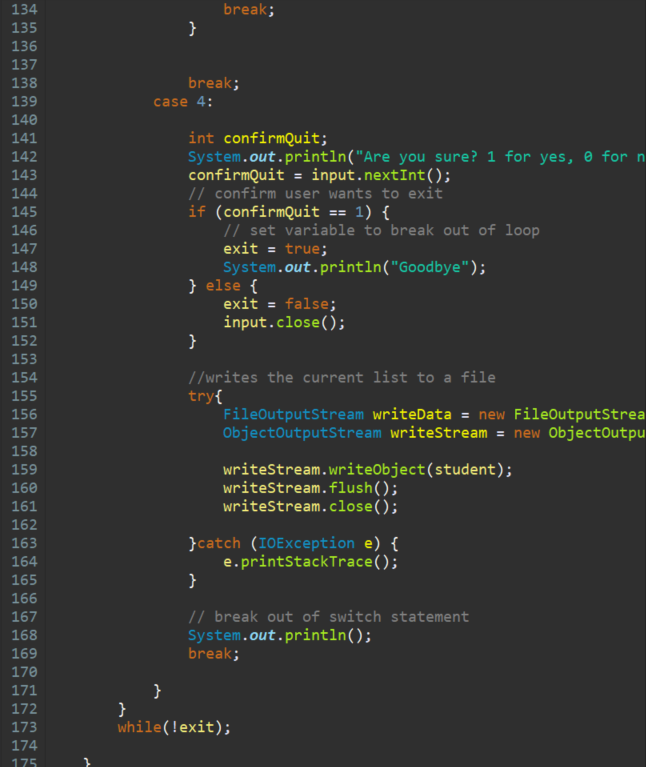 134 break;
135 }
136
137
138 break;
139 case 4:
140
141 int confirmQuit;
142 System.out.println("Are you sure? 1 for yes, 0 for n
143 confirmQuit = input.nextInt();
144 // confirm user wants to exit
145 if (confirmQuit == 1) {
146 // set variable to break out of loop
147 exit = true;
148 System.out.println("Goodbye");
149 } else {
150 exit = false;
151 input.close();
152 }
153
154 //writes the current list to a file
155 try{
156 FileOutputStream writeData = new FileOutputStrea
157 ObjectOutputStream writeStream = new ObjectOutpu
158
159 writeStream.writeObject(student);
160 writeStream.flush();
161 writeStream.close();
162
163 }catch (IOException e) {
164 e.printStackTrace();
165 }
166
167 // break out of switch statement
168 System.out.println();
169 break;
170
171 }
172 }
173 while(!exit);
174
175 }